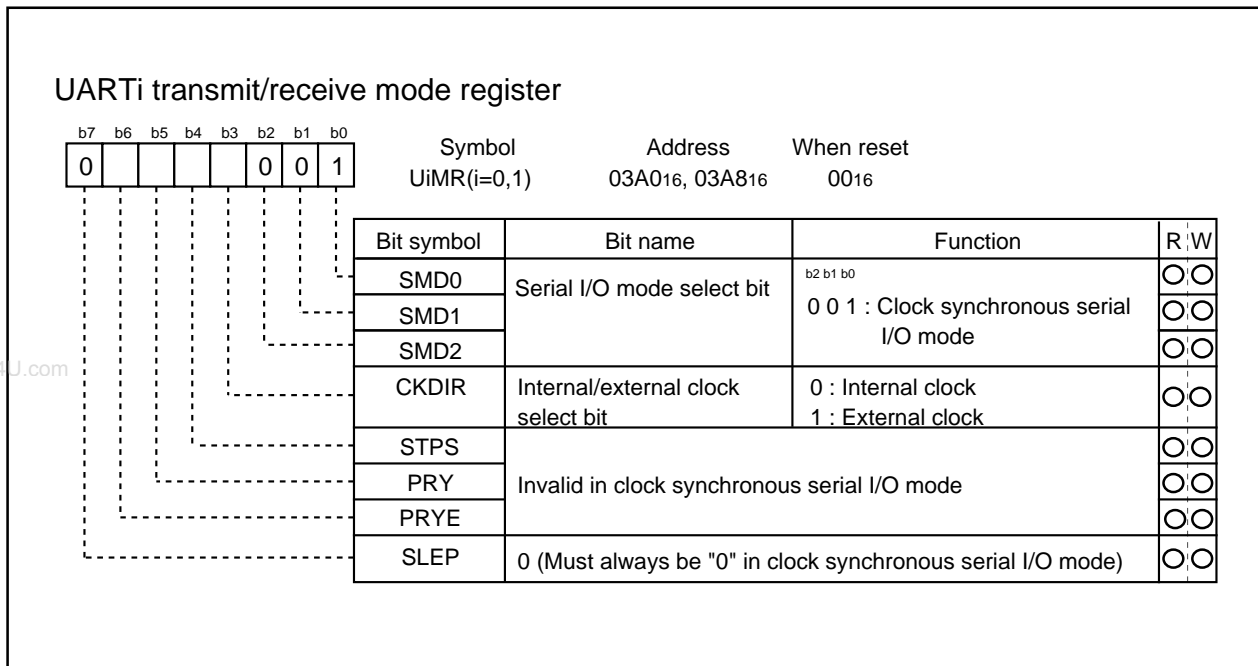 UARTi transmit/receive mode register
b7 b6 b5 b4 b3 b2 b1 b0
0 0 0 1
Symbol Address When reset
UiMR(i=0,1) 03A016, 03A816 0016
Bit symbol Bit name Function R W
SMD0 Serial I/O mode select bit b2 b1 b0
SMD1 0 0 1 : Clock synchronous serial
I/O mode
SMD2
CKDIR Internal/external clock 0 : Internal clock
select bit 1 : External clock
STPS
PRY Invalid in clock synchronous serial I/O mode
PRYE
SLEP 0 (Must always be "0" in clock synchronous serial I/O mode)
4U.com